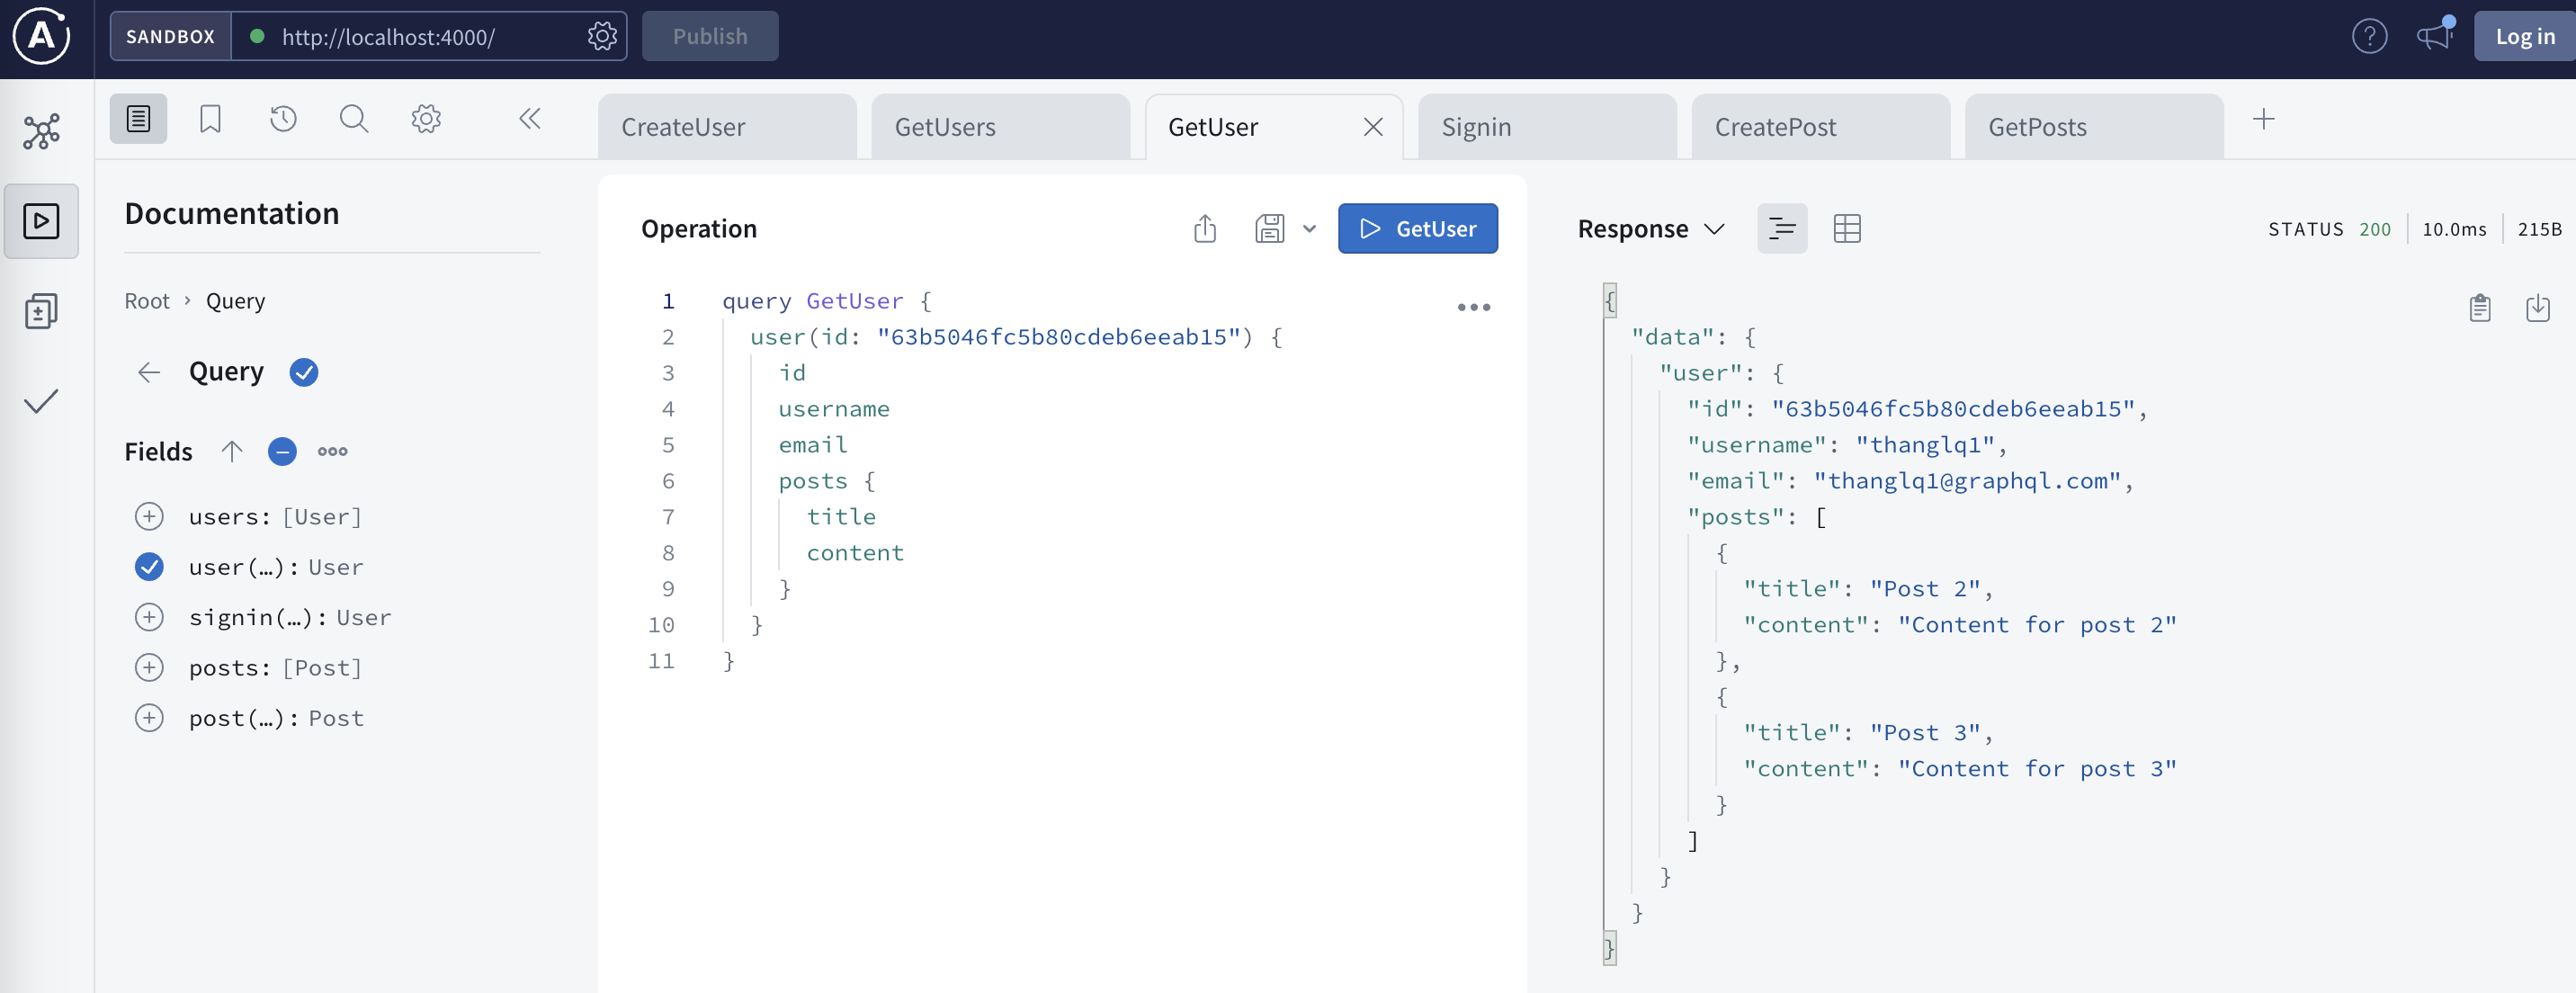 SANDBOX http://localhost:4000/ Publish Log in
CreateUser GetUsers GetUser Signin CreatePost GetPosts
Documentation
Root › Query
Query
Fields
users: [User]
user(…): User
signin(…): User
posts: [Post]
post(…): Post
Operation
GetUser
1 query GetUser {
2 user(id: "63b5046fc5b80cdeb6eeab15") {
3 id
4 username
5 email
6 posts {
7 title
8 content
9 }
10 }
11 }
Response STATUS 200 10.0ms 215B
{
"data": {
"user": {
"id": "63b5046fc5b80cdeb6eeab15",
"username": "thanglq1",
"email": "thanglq1@graphql.com",
"posts": [
{
"title": "Post 2",
"content": "Content for post 2"
},
{
"title": "Post 3",
"content": "Content for post 3"
}
]
}
}
}